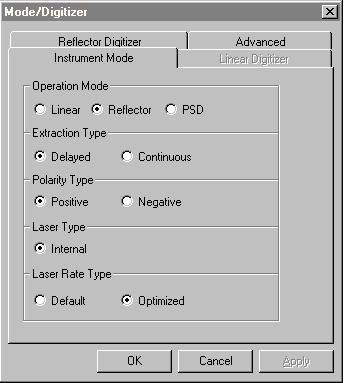 Mode/Digitizer
Reflector Digitizer Advanced
Instrument Mode Linear Digitizer
Operation Mode
Linear Reflector PSD
Extraction Type
Delayed Continuous
Polarity Type
Positive Negative
Laser Type
Internal
Laser Rate Type
Default Optimized
OK Cancel Apply